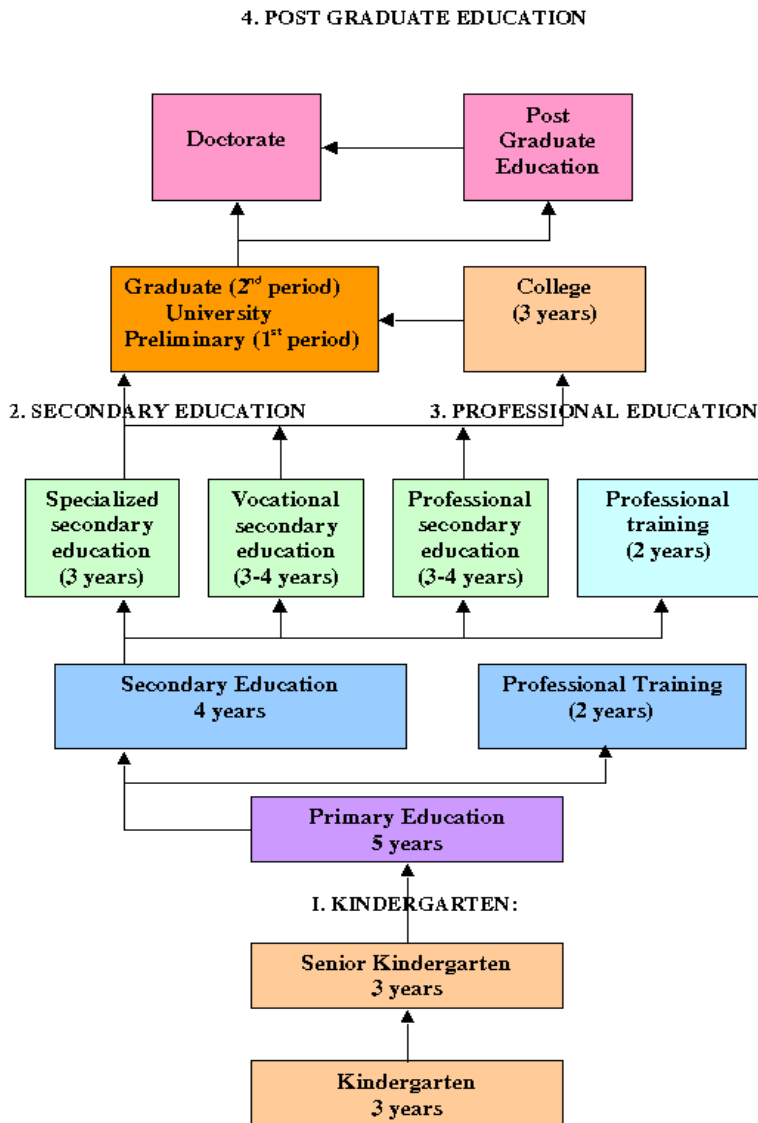 4. POST GRADUATE EDUCATION
Doctorate
Post
Graduate
Education
Graduate (2nd period)
University
Preliminary (1st period)
College
(3 years)
2. SECONDARY EDUCATION
3. PROFESSIONAL EDUCATION
Specialized
secondary
education
(3 years)
Vocational
secondary
education
(3-4 years)
Professional
secondary
education
(3-4 years)
Professional
training
(2 years)
Secondary Education
4 years
Professional Training
(2 years)
Primary Education
5 years
I. KINDERGARTEN:
Senior Kindergarten
3 years
Kindergarten
3 years